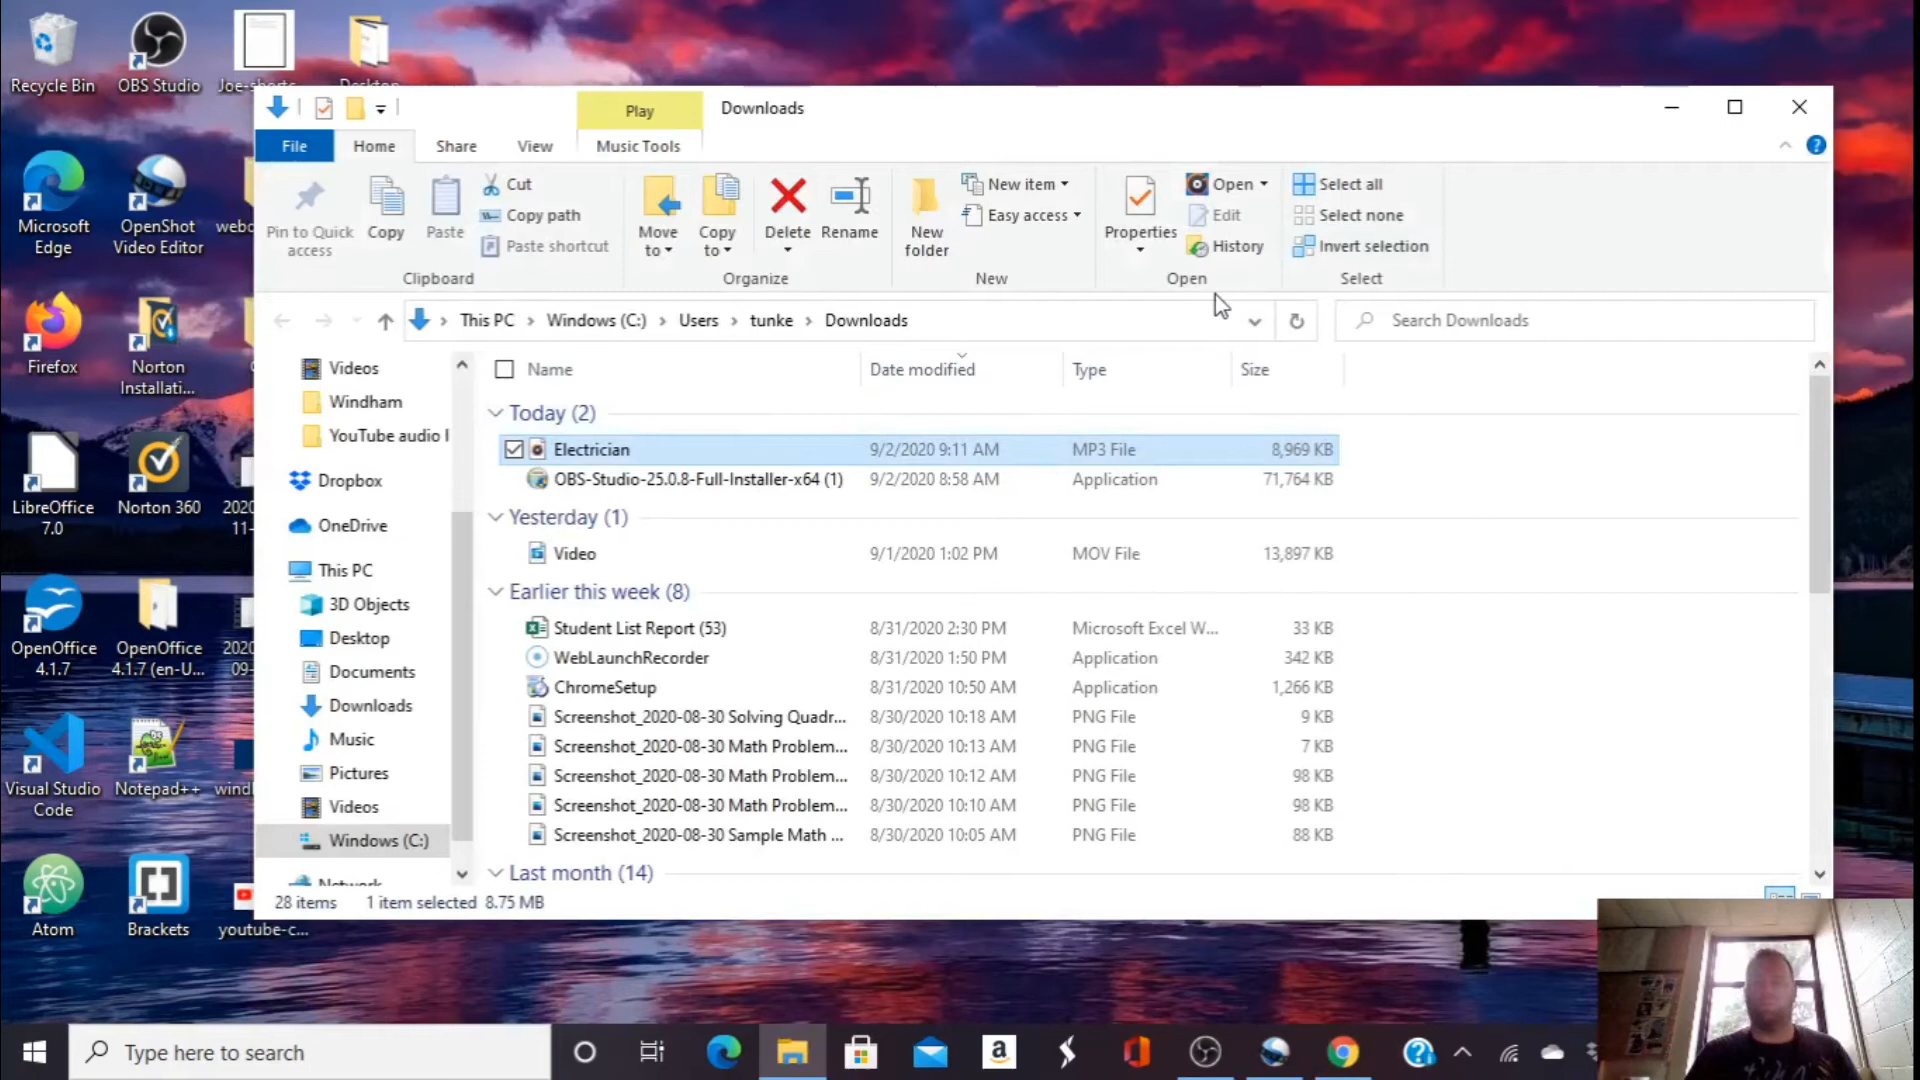 Recycle Bin
OBS Studio
Joe-shorts
Desktop
Microsoft
Edge
OpenShot
Video Editor
Firefox
Norton
Installati...
LibreOffice
7.0
Norton 360
2020
11-
OpenOffice
4.1.7
OpenOffice
4.1.7 (en-U...
2020
09-
Visual Studio
Code
Notepad++
wind
Atom
Brackets
youtube-c...
Play
Downloads
File
Home
Share
View
Music Tools
Pin to Quick
access
Copy
Paste
Cut
Copy path
Paste shortcut
Clipboard
Move
to
Copy
to
Delete
Rename
Organize
New
folder
New item
Easy access
New
Properties
Open
Edit
History
Open
Select all
Select none
Invert selection
Select
This PC > Windows (C:) > Users > tunke > Downloads
Search Downloads
Videos
Windham
YouTube audio l
Dropbox
OneDrive
This PC
3D Objects
Desktop
Documents
Downloads
Music
Pictures
Videos
Windows (C:)
Network
Name Date modified Type Size
Today (2)
Electrician 9/2/2020 9:11 AM MP3 File 8,969 KB
OBS-Studio-25.0.8-Full-Installer-x64 (1) 9/2/2020 8:58 AM Application 71,764 KB
Yesterday (1)
Video 9/1/2020 1:02 PM MOV File 13,897 KB
Earlier this week (8)
Student List Report (53) 8/31/2020 2:30 PM Microsoft Excel W... 33 KB
WebLaunchRecorder 8/31/2020 1:50 PM Application 342 KB
ChromeSetup 8/31/2020 10:50 AM Application 1,266 KB
Screenshot_2020-08-30 Solving Quadr... 8/30/2020 10:18 AM PNG File 9 KB
Screenshot_2020-08-30 Math Problem... 8/30/2020 10:13 AM PNG File 7 KB
Screenshot_2020-08-30 Math Problem... 8/30/2020 10:12 AM PNG File 98 KB
Screenshot_2020-08-30 Math Problem... 8/30/2020 10:10 AM PNG File 98 KB
Screenshot_2020-08-30 Sample Math ... 8/30/2020 10:05 AM PNG File 88 KB
Last month (14)
28 items 1 item selected 8.75 MB
Type here to search